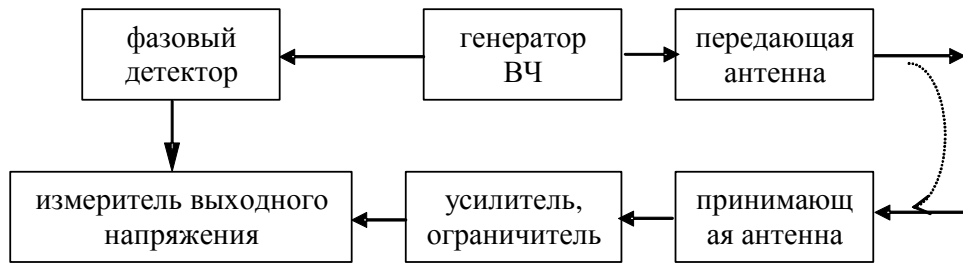 фазовый
детектор
генератор
ВЧ
передающая
антенна
измеритель выходного
напряжения
усилитель,
ограничитель
принимающ
ая антенна